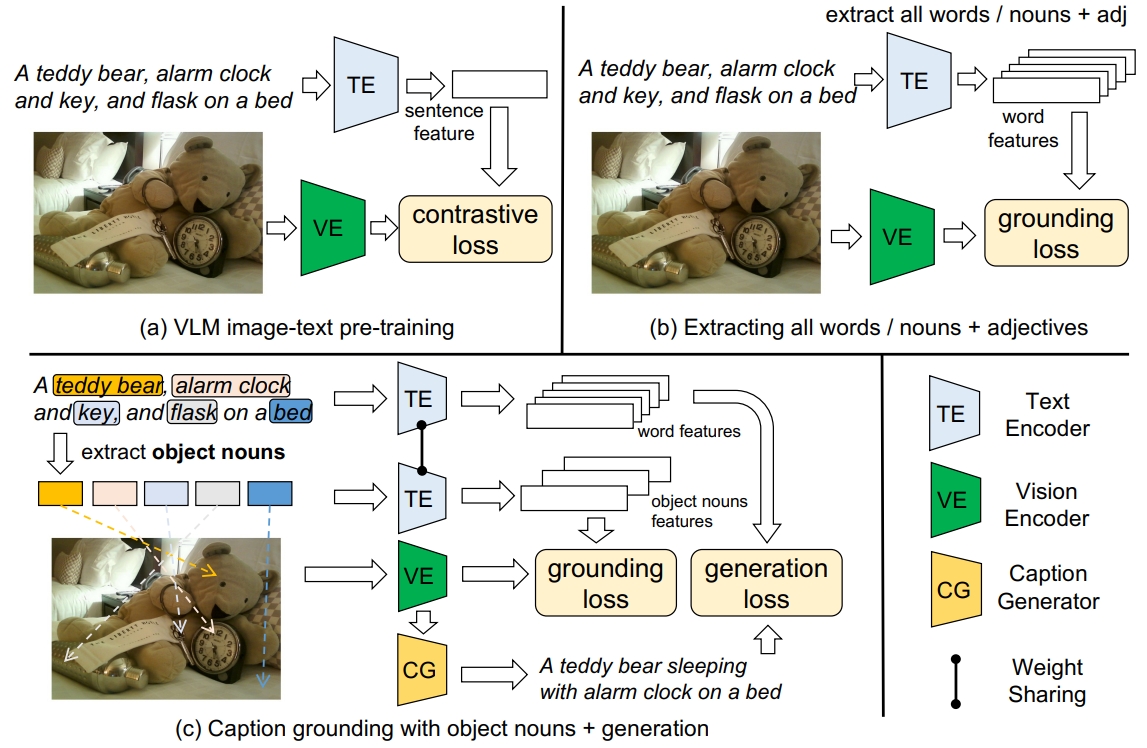 A teddy bear, alarm clock
and key, and flask on a bed
TE
sentence
feature
VE
contrastive
loss
(a) VLM image-text pre-training
extract all words / nouns + adj
A teddy bear, alarm clock
and key, and flask on a bed
TE
word
features
VE
grounding
loss
(b) Extracting all words / nouns + adjectives
A teddy bear, alarm clock
and key, and flask on a bed
extract object nouns
TE
word features
TE
object nouns
features
VE
grounding
loss
generation
loss
CG
A teddy bear sleeping
with alarm clock on a bed
(c) Caption grounding with object nouns + generation
TE
Text
Encoder
VE
Vision
Encoder
CG
Caption
Generator
Weight
Sharing